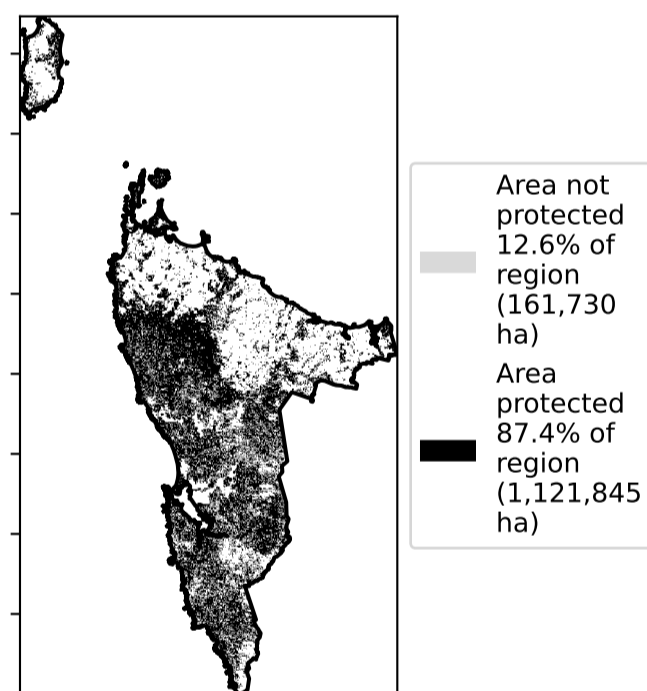 Area not
protected
12.6% of
region
(161,730
ha)
Area
protected
87.4% of
region
(1,121,845
ha)